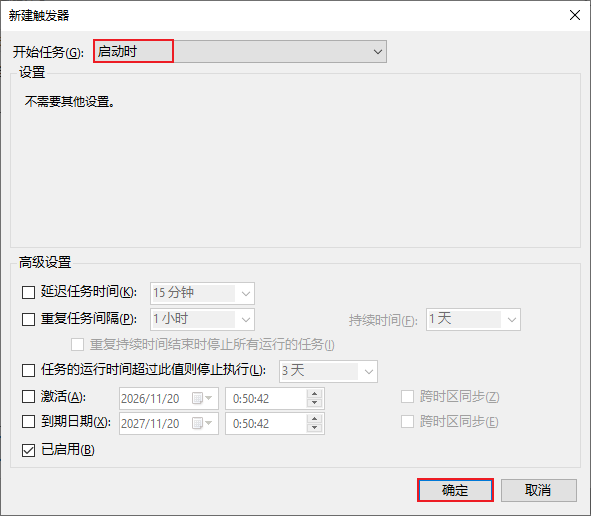 新建触发器
开始任务(G): 启动时
设置
不需要其他设置。
高级设置
延迟任务时间(K): 15 分钟
重复任务间隔(P): 1 小时 持续时间(F): 1 天
重复持续时间结束时停止所有运行的任务(I)
任务的运行时间超过此值则停止执行(L): 3 天
激活(A): 2026/11/20 0:50:42 跨时区同步(Z)
到期日期(X): 2027/11/20 0:50:42 跨时区同步(E)
已启用(B)
确定 取消